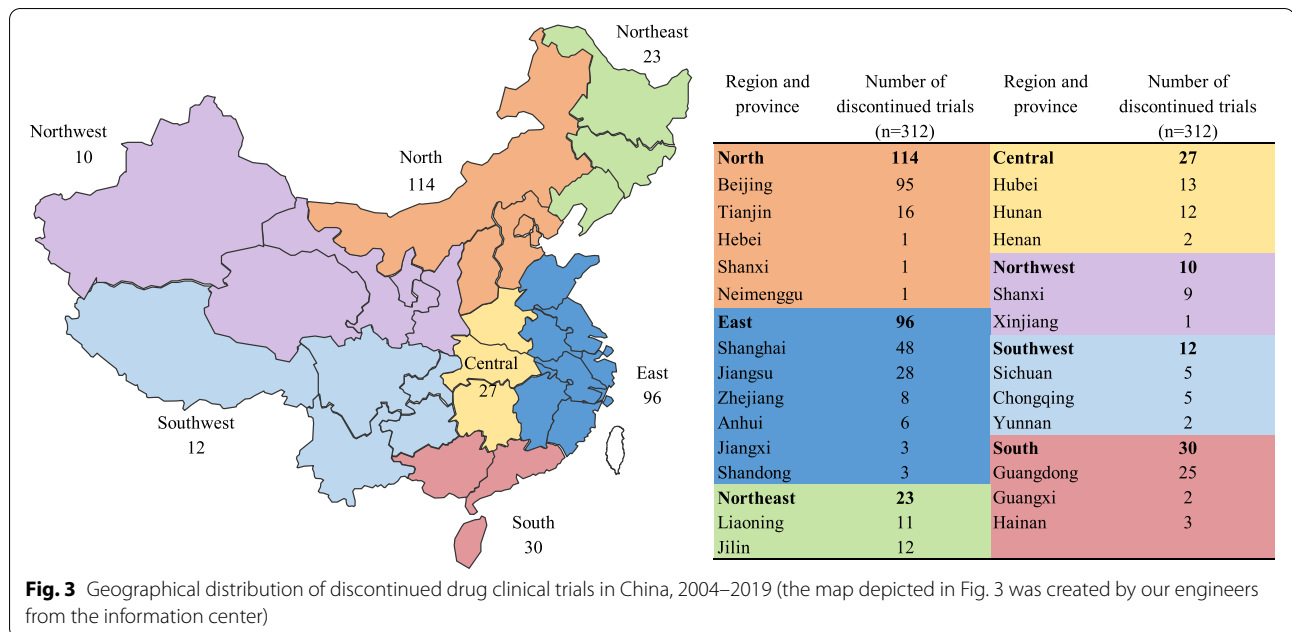 Northeast
23
Northwest
10
North
114
Central
27
East
96
Southwest
12
South
30
Region and province Number of discontinued trials (n=312) Region and province Number of discontinued trials (n=312)
North 114 Central 27
Beijing 95 Hubei 13
Tianjin 16 Hunan 12
Hebei 1 Henan 2
Shanxi 1 Northwest 10
Neimenggu 1 Shanxi 9
East 96 Xinjiang 1
Shanghai 48 Southwest 12
Jiangsu 28 Sichuan 5
Zhejiang 8 Chongqing 5
Anhui 6 Yunnan 2
Jiangxi 3 South 30
Shandong 3 Guangdong 25
Northeast 23 Guangxi 2
Liaoning 11 Hainan 3
Jilin 12
Fig. 3 Geographical distribution of discontinued drug clinical trials in China, 2004–2019 (the map depicted in Fig. 3 was created by our engineers
from the information center)